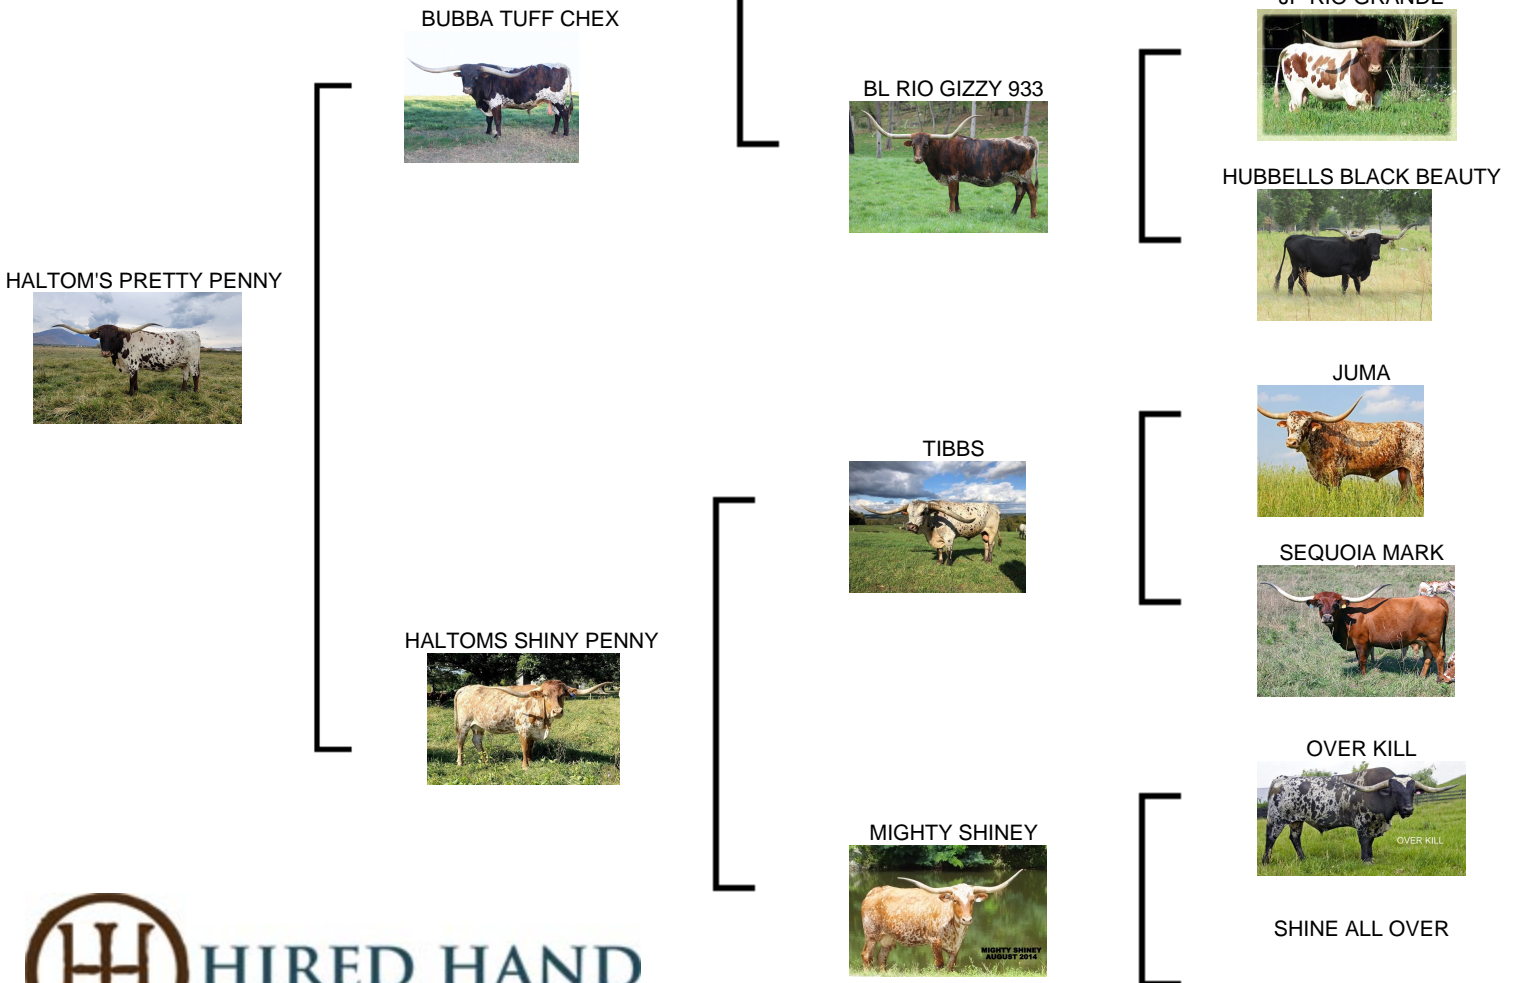 BUBBA TUFF CHEX
BL RIO GIZZY 933
HUBBELLS BLACK BEAUTY
HALTOM'S PRETTY PENNY
JUMA
TIBBS
SEQUOIA MARK
HALTOMS SHINY PENNY
OVER KILL
OVER KILL
MIGHTY SHINEY
MIGHTY SHINEY
AUGUST 2014
SHINE ALL OVER
HIRED HAND